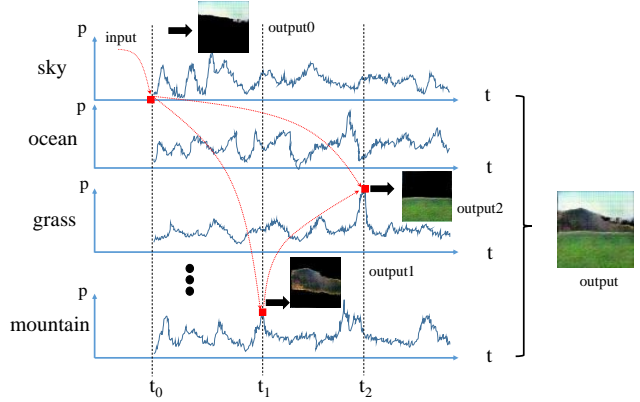 p
input
output0
sky
t
p
ocean
t
p
grass
output2
t
output
output1
p
mountain
t
t0
t1
t2